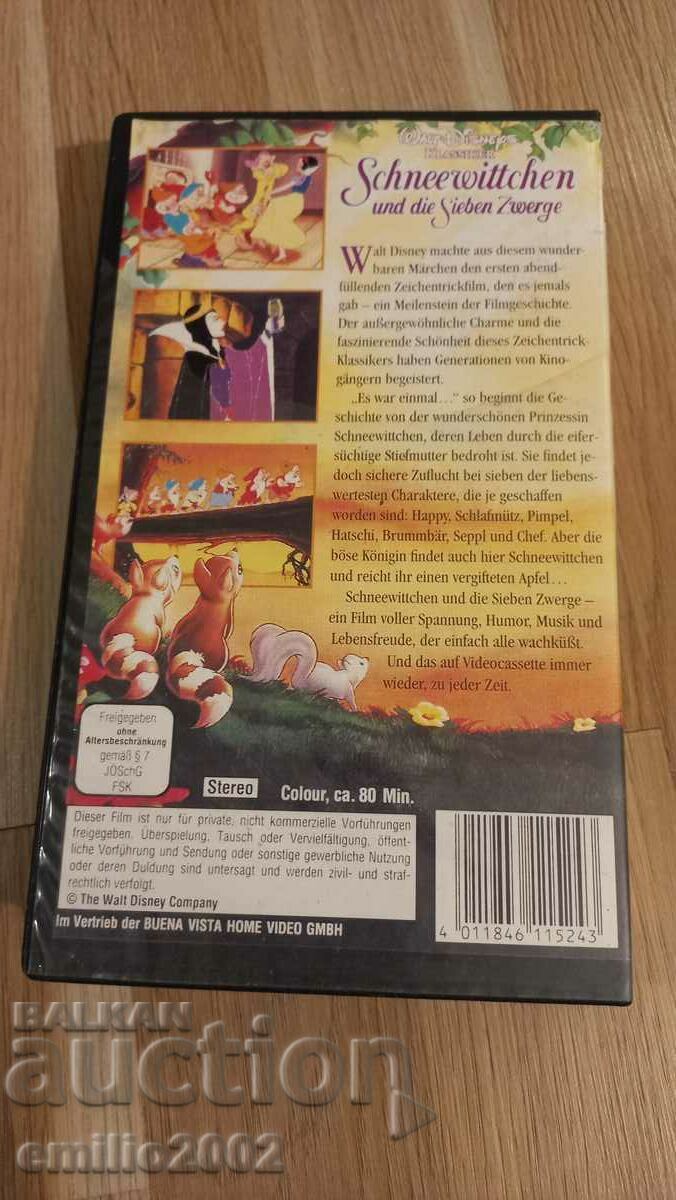 WALT DISNEYS
KLASSIKER
Schneewittchen
und die Sieben Zwerge
Walt Disney machte aus diesem wunder-
baren Märchen den ersten abend-
füllenden Zeichentrickfilm, den es jemals
gab – ein Meilenstein der Filmgeschichte.
Der außergewöhnliche Charme und die
faszinierende Schönheit dieses Zeichentrick-
Klassikers haben Generationen von Kino-
gängern begeistert.
„Es war einmal…“ so beginnt die Ge-
schichte von der wunderschönen Prinzessin
Schneewittchen, deren Leben durch die eifer-
süchtige Stiefmutter bedroht ist. Sie findet je-
doch sichere Zuflucht bei sieben der liebens-
wertesten Charaktere, die je geschaffen
worden sind: Happy, Schlafmütz, Pimpel,
Hatschi, Brummbär, Seppl und Chef. Aber die
böse Königin findet auch hier Schneewittchen
und reicht ihr einen vergifteten Apfel…
Schneewittchen und die Sieben Zwerge –
ein Film voller Spannung, Humor, Musik und
Lebensfreude, der einfach alle wachküßt.
Und das auf Videocassette immer
wieder, zu jeder Zeit.
Freigegeben
ohne
Altersbeschränkung
gemäß § 7
JÖSchG
FSK
Stereo
Colour, ca. 80 Min.
Dieser Film ist nur für private, nicht kommerzielle Vorführungen
freigegeben. Überspielung, Tausch oder Vervielfältigung, öffent-
liche Vorführung und Sendung oder sonstige gewerbliche Nutzung
oder deren Duldung sind untersagt und werden zivil- und straf-
rechtlich verfolgt.
© The Walt Disney Company
Im Vertrieb der BUENA VISTA HOME VIDEO GMBH
4 011846 115243
BALKAN
auction
emilio2002